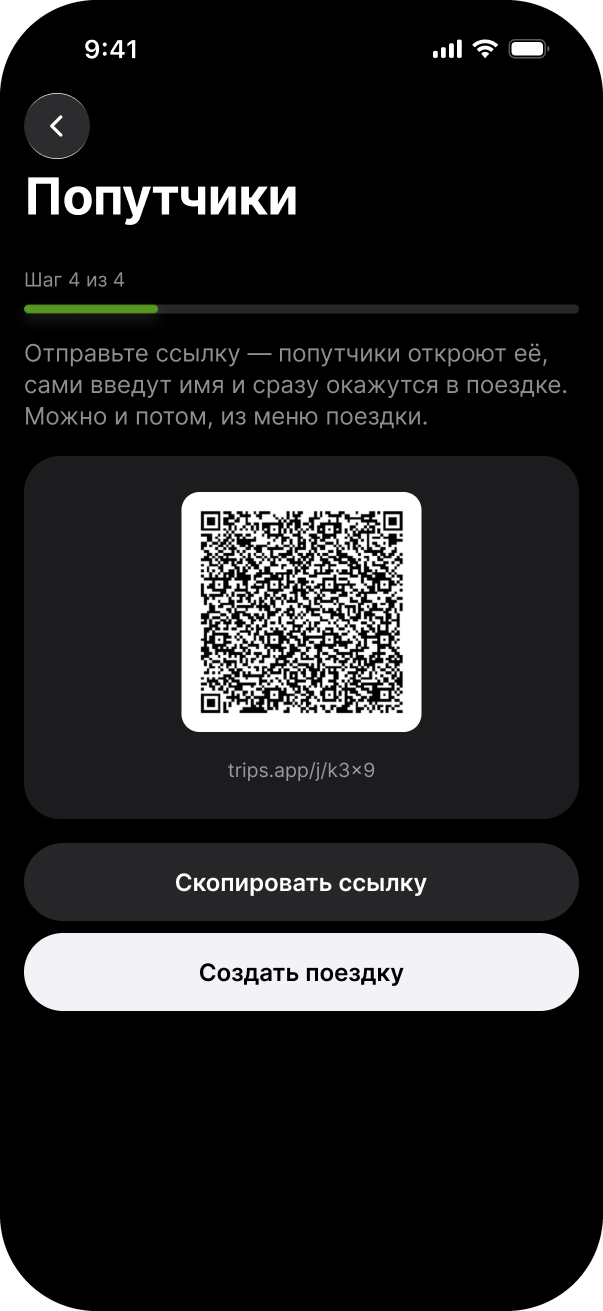 9:41
Попутчики
Шаг 4 из 4
Отправьте ссылку — попутчики откроют её,
сами введут имя и сразу окажутся в поездке.
Можно и потом, из меню поездки.
trips.app/j/k3×9
Скопировать ссылку
Создать поездку